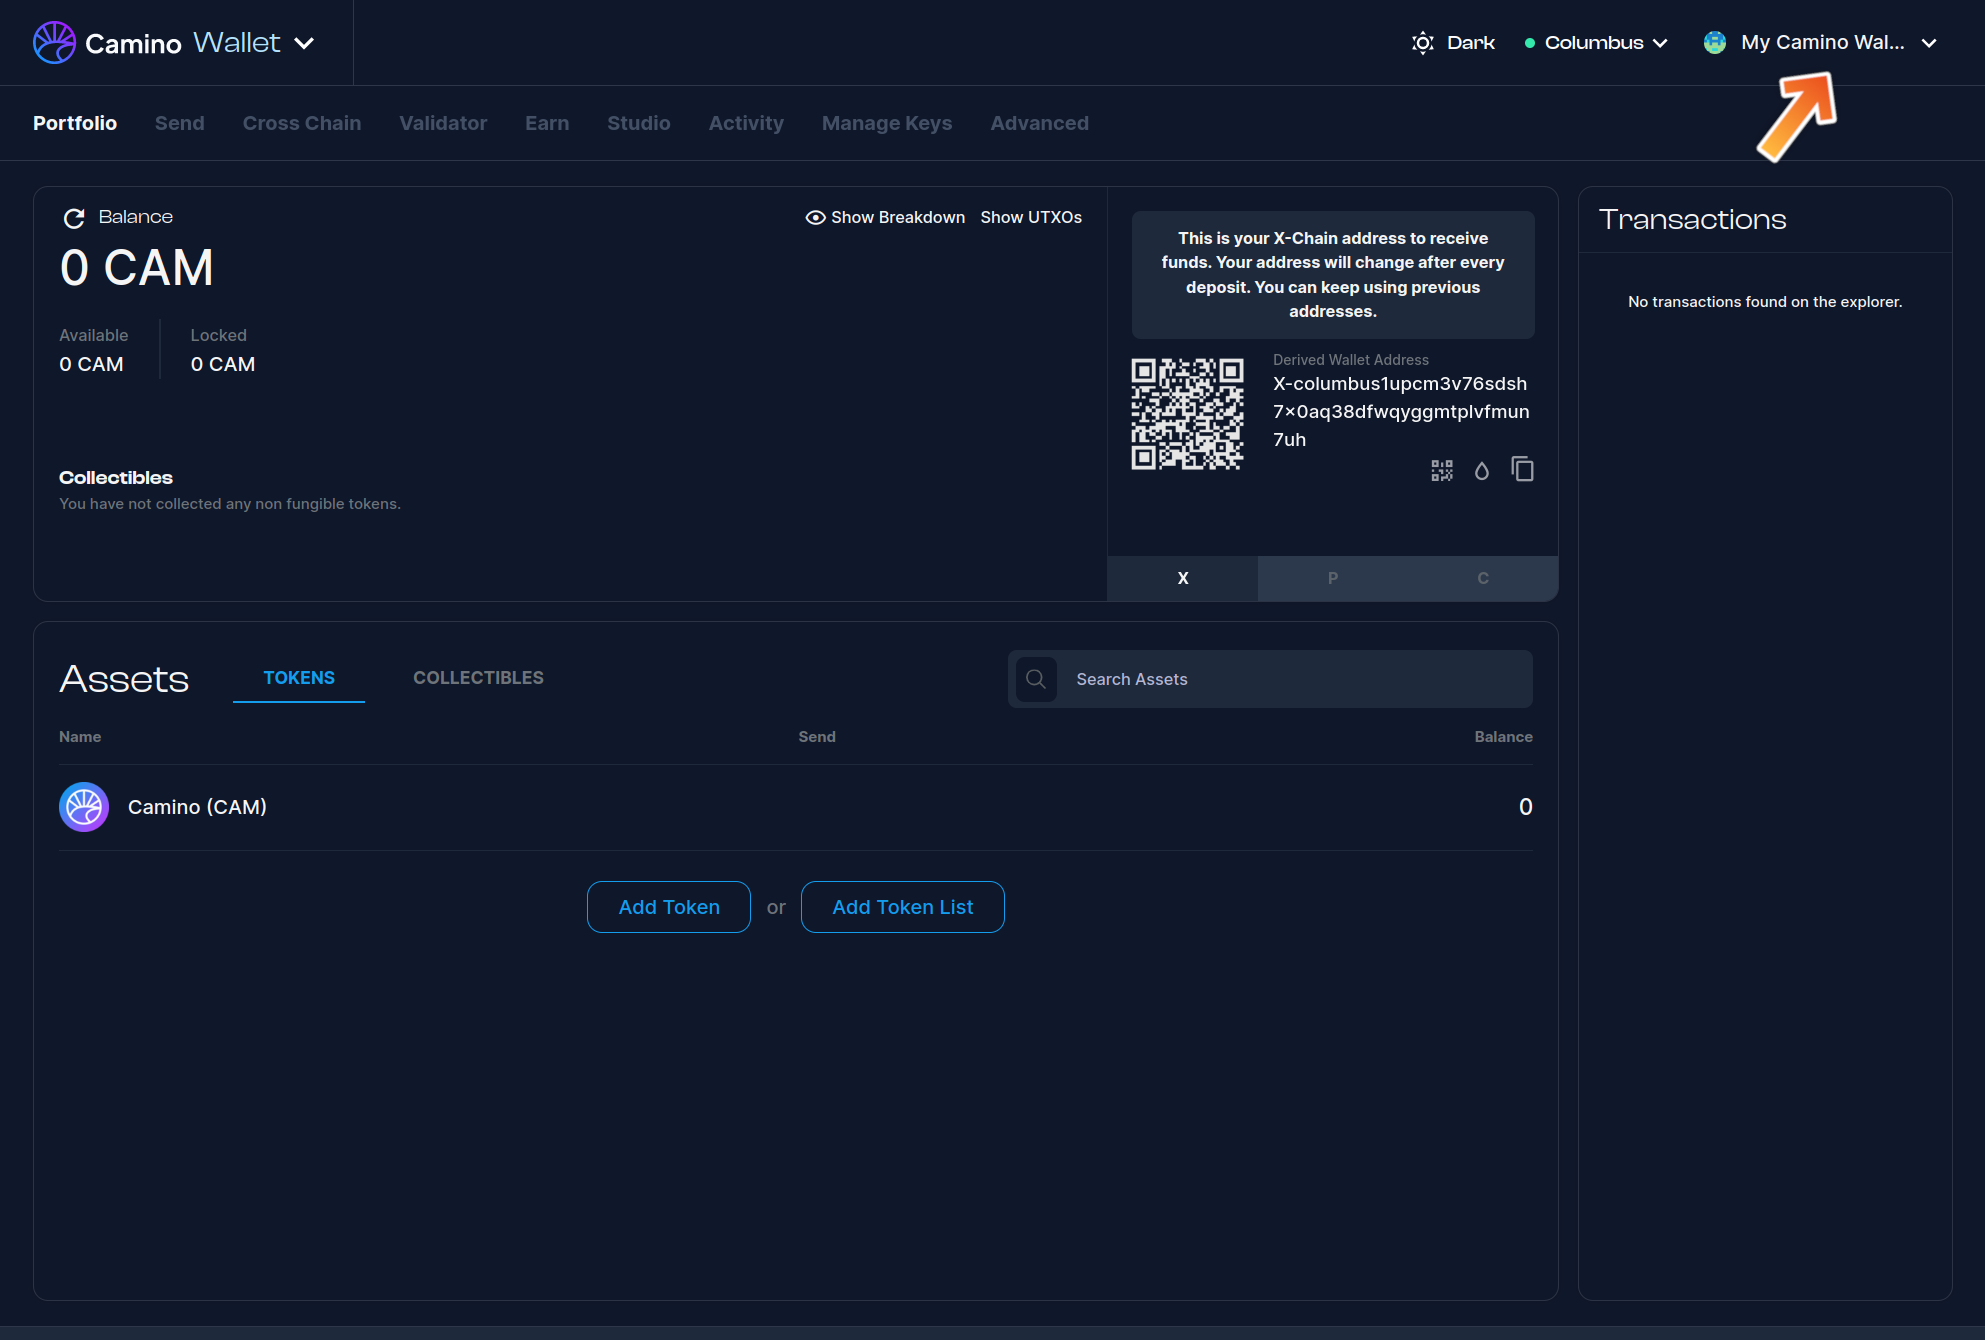 Camino Wallet
Dark
Columbus
My Camino Wal...
Portfolio
Send
Cross Chain
Validator
Earn
Studio
Activity
Manage Keys
Advanced
Balance
Show Breakdown
Show UTXOs
0 CAM
Available
0 CAM
Locked
0 CAM
Collectibles
You have not collected any non fungible tokens.
This is your X-Chain address to receive
funds. Your address will change after every
deposit. You can keep using previous
addresses.
Derived Wallet Address
X-columbus1upcm3v76sdsh
7x0aq38dfwqyggmtplvfmun
7uh
X
P
C
Transactions
No transactions found on the explorer.
Assets
TOKENS
COLLECTIBLES
Search Assets
Name
Send
Balance
Camino (CAM)
0
Add Token
or
Add Token List